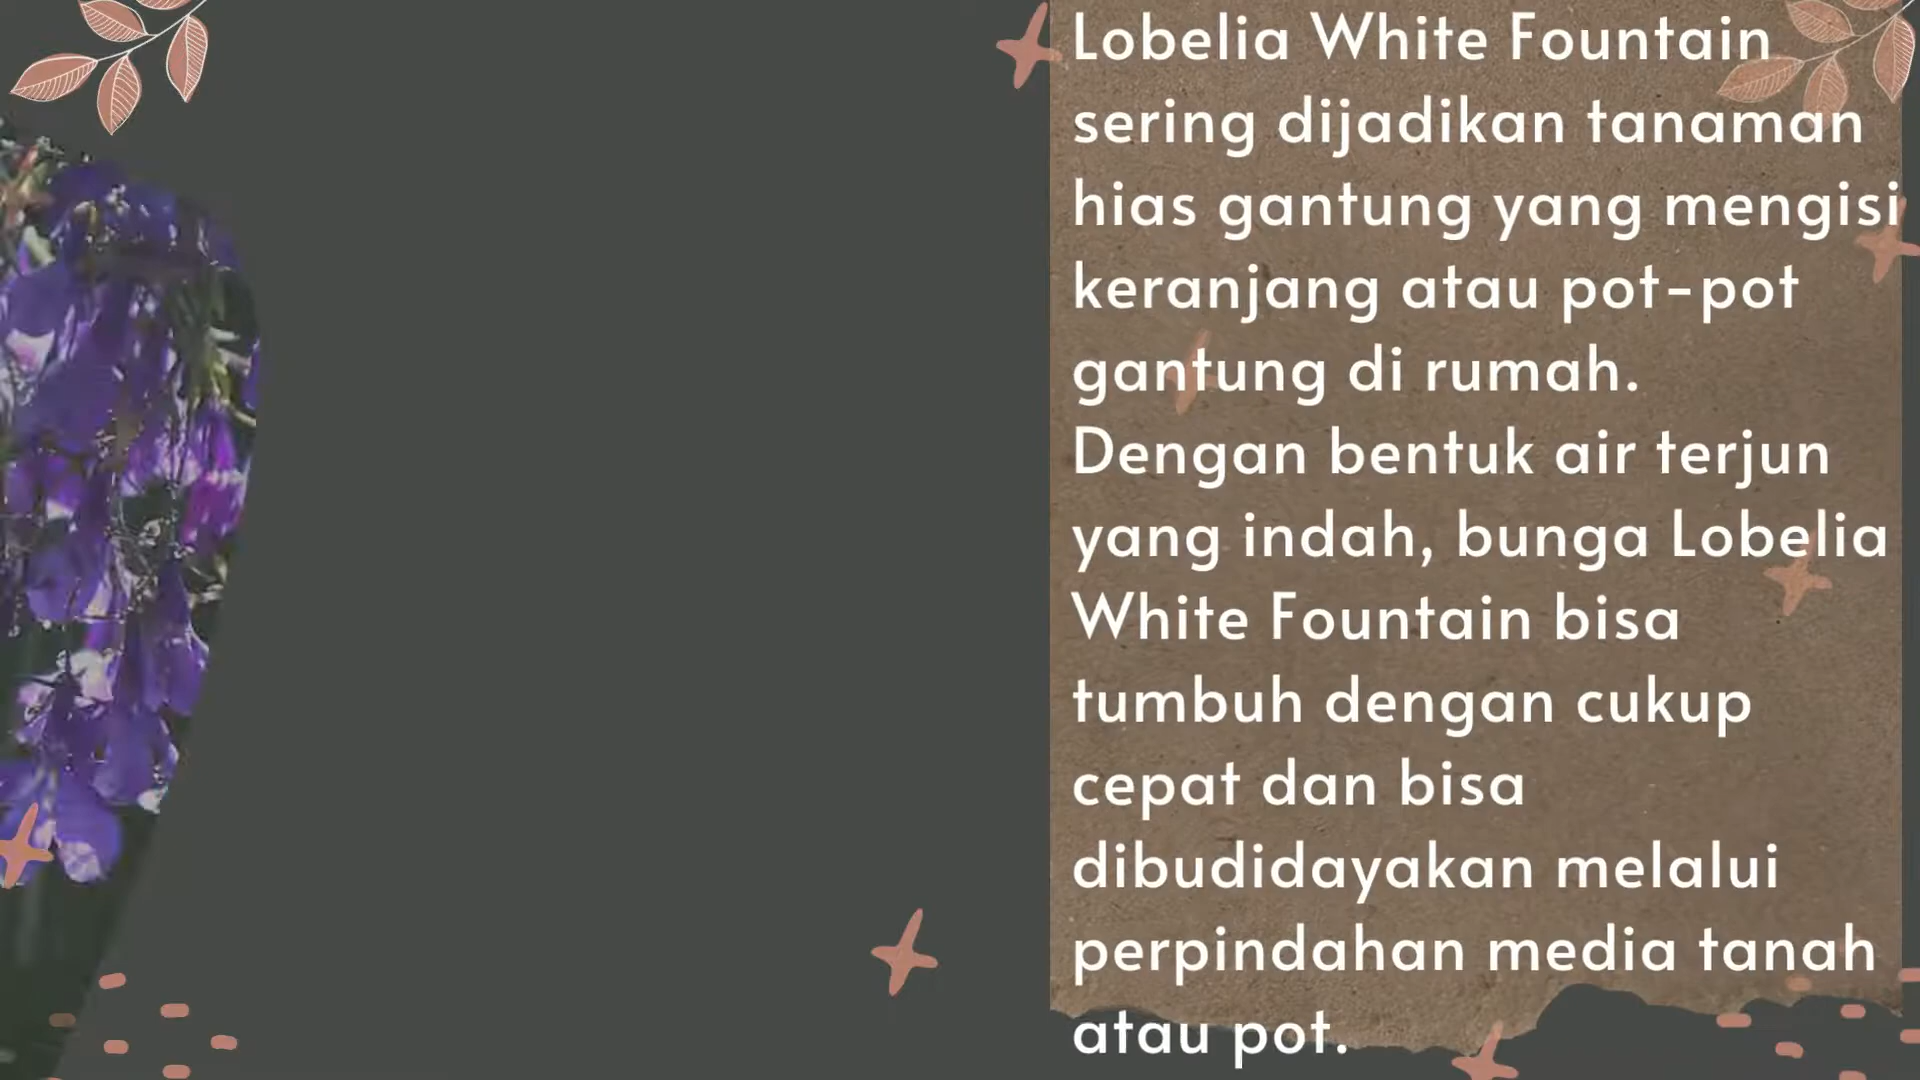 Lobelia White Fountain
sering dijadikan tanaman
hias gantung yang mengisi
keranjang atau pot-pot
gantung di rumah.
Dengan bentuk air terjun
yang indah, bunga Lobelia
White Fountain bisa
tumbuh dengan cukup
cepat dan bisa
dibudidayakan melalui
perpindahan media tanah
atau pot.